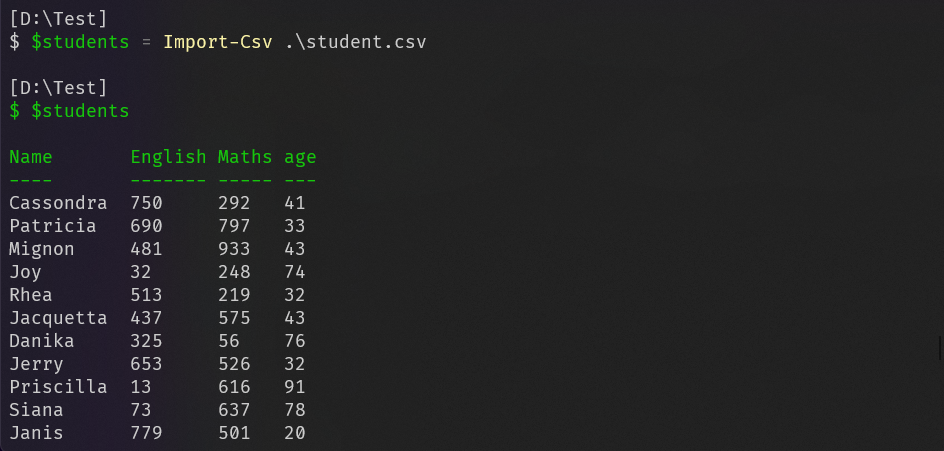 [D:\Test]
$ $students = Import-Csv .\student.csv
[D:\Test]
$ $students
Name English Maths age
---- ------- ----- ---
Cassondra 750 292 41
Patricia 690 797 33
Mignon 481 933 43
Joy 32 248 74
Rhea 513 219 32
Jacquetta 437 575 43
Danika 325 56 76
Jerry 653 526 32
Priscilla 13 616 91
Siana 73 637 78
Janis 779 501 20